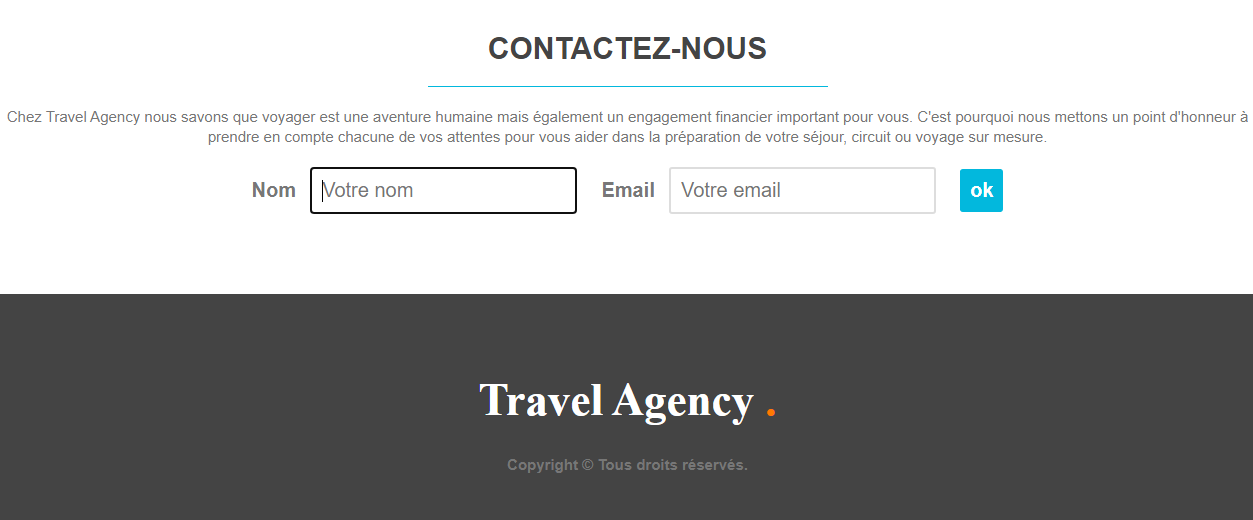 CONTACTEZ-NOUS
Chez Travel Agency nous savons que voyager est une aventure humaine mais également un engagement financier important pour vous. C'est pourquoi nous mettons un point d'honneur à
prendre en compte chacune de vos attentes pour vous aider dans la préparation de votre séjour, circuit ou voyage sur mesure.
Nom Votre nom Email Votre email ok
Travel Agency .
Copyright © Tous droits réservés.